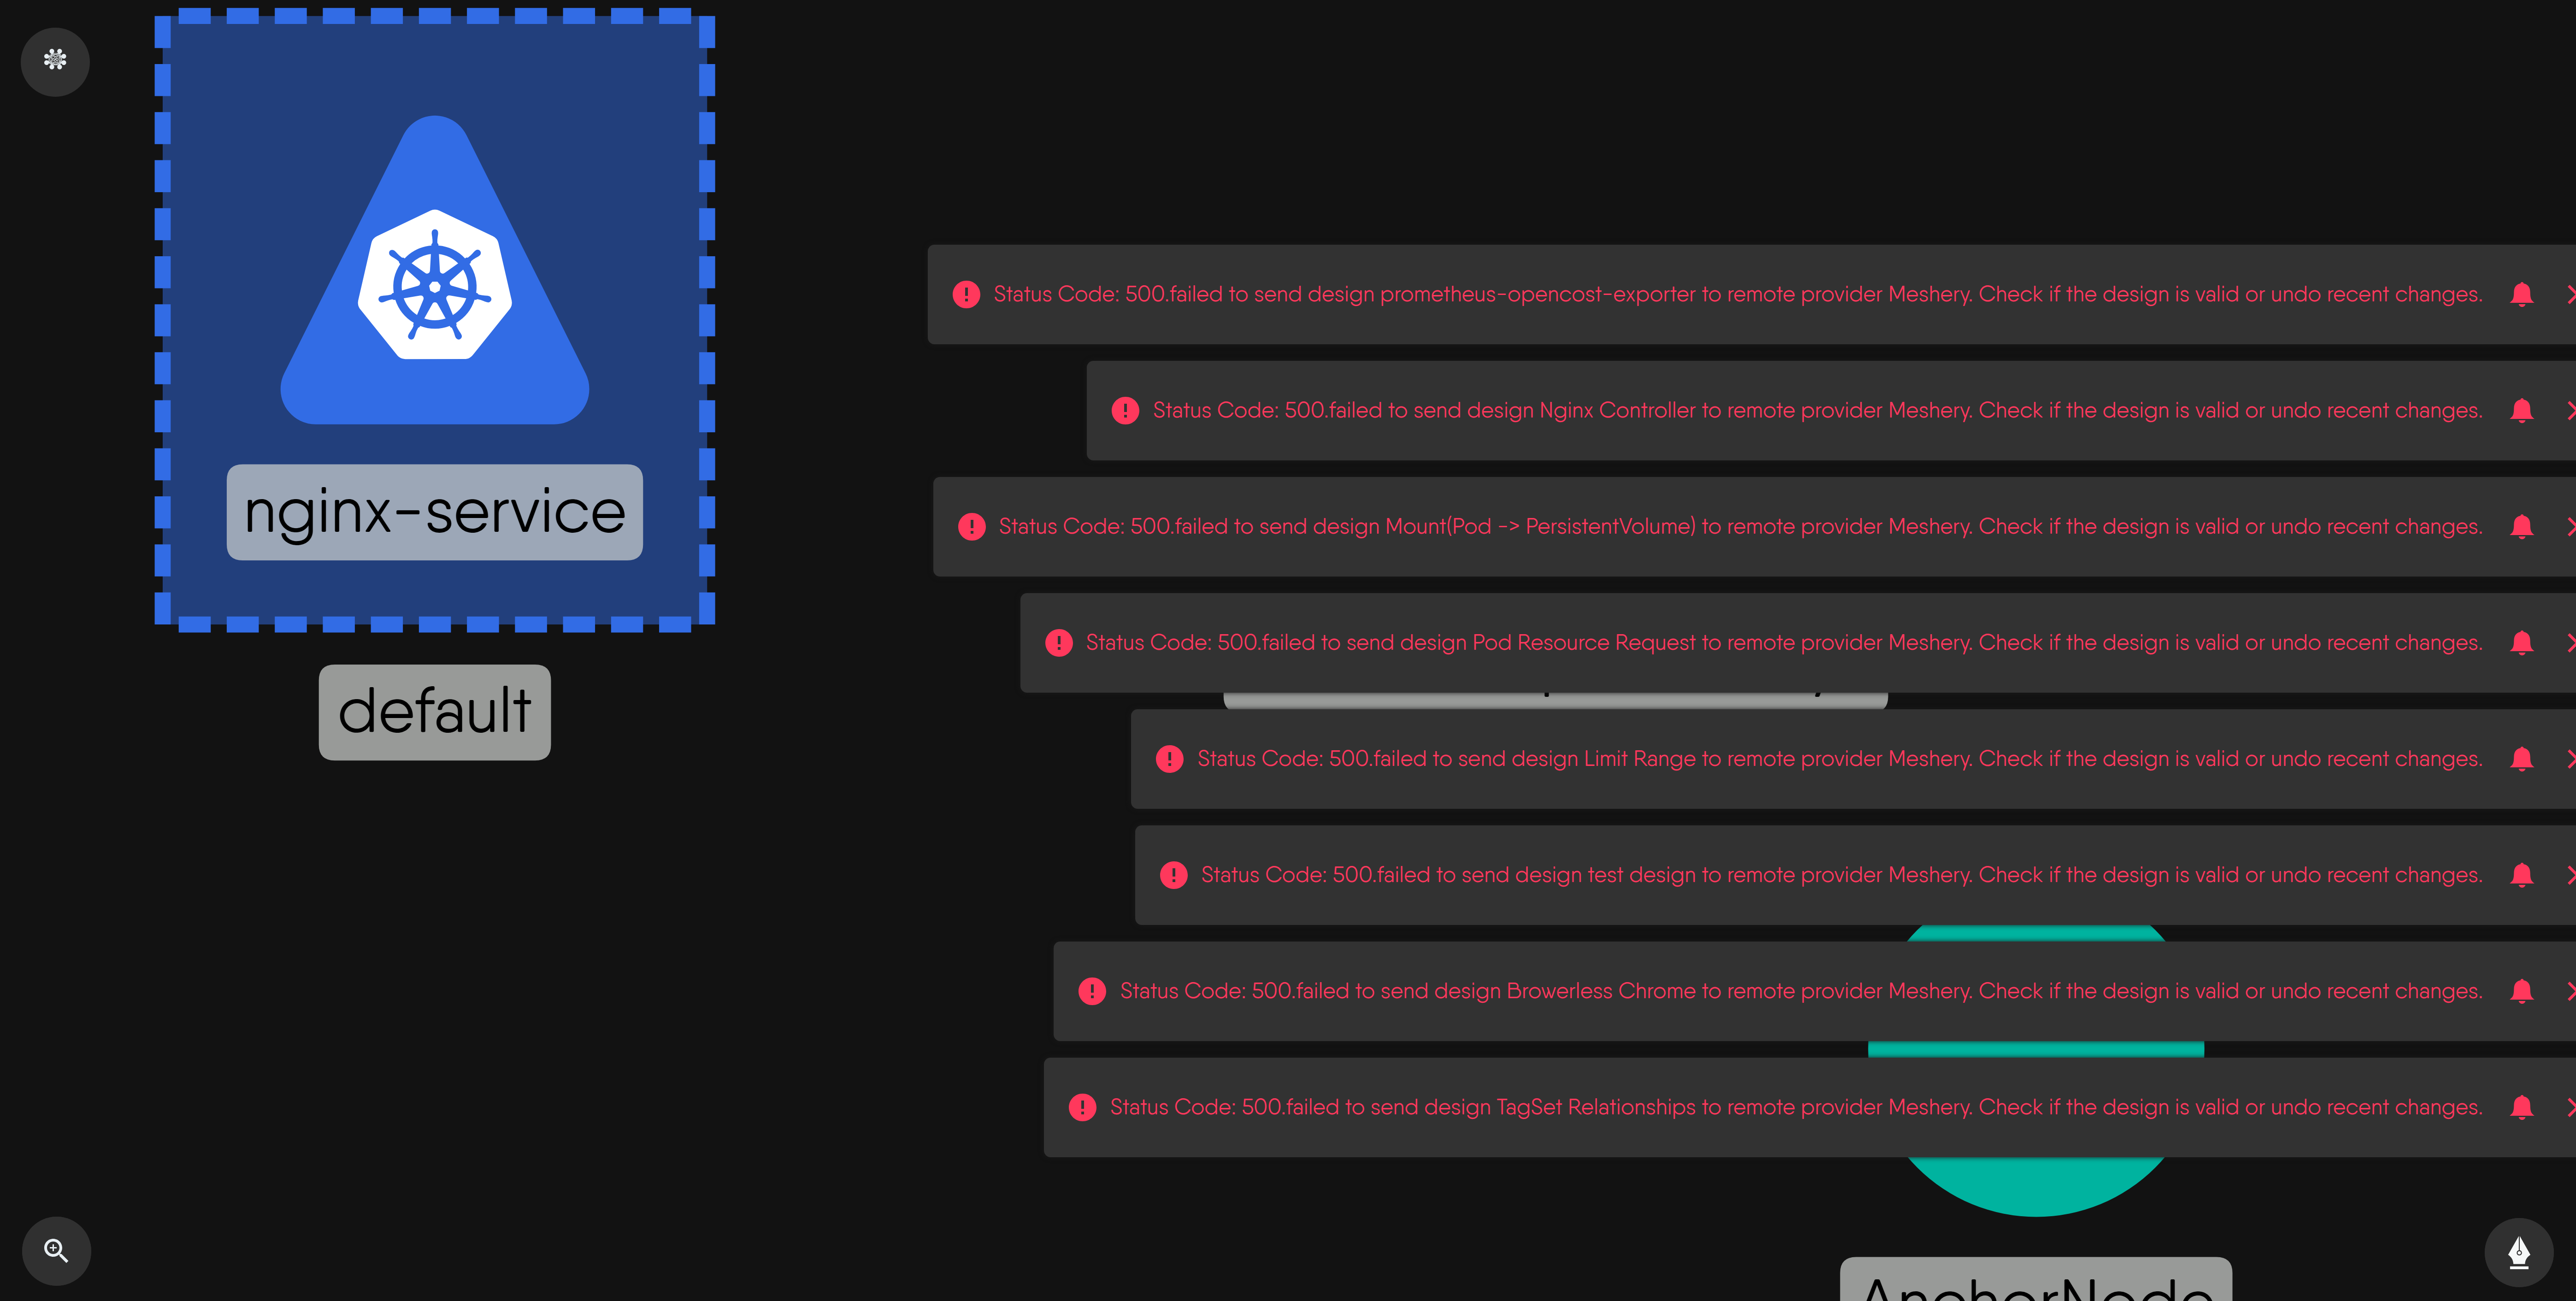 nginx-service
default
Status Code: 500.failed to send design prometheus-opencost-exporter to remote provider Meshery. Check if the design is valid or undo recent changes.
Status Code: 500.failed to send design Nginx Controller to remote provider Meshery. Check if the design is valid or undo recent changes.
Status Code: 500.failed to send design Mount(Pod -> PersistentVolume) to remote provider Meshery. Check if the design is valid or undo recent changes.
Status Code: 500.failed to send design Pod Resource Request to remote provider Meshery. Check if the design is valid or undo recent changes.
Status Code: 500.failed to send design Limit Range to remote provider Meshery. Check if the design is valid or undo recent changes.
Status Code: 500.failed to send design test design to remote provider Meshery. Check if the design is valid or undo recent changes.
Status Code: 500.failed to send design Browerless Chrome to remote provider Meshery. Check if the design is valid or undo recent changes.
Status Code: 500.failed to send design TagSet Relationships to remote provider Meshery. Check if the design is valid or undo recent changes.
AnchorNode